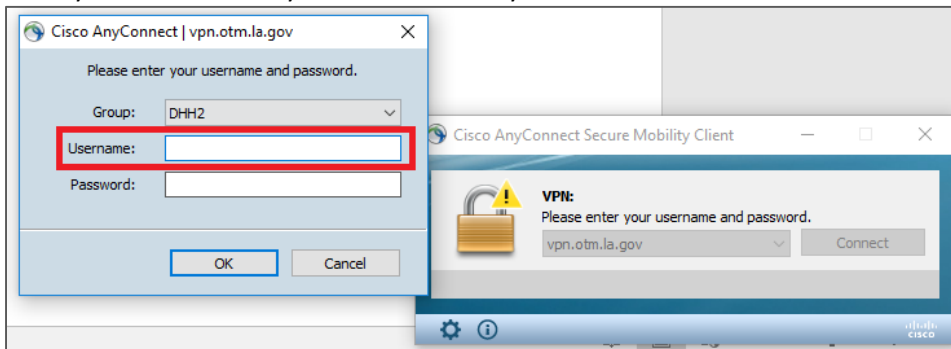 Cisco AnyConnect | vpn.otm.la.gov
Please enter your username and password.
Group: DHH2
Username:
Password:
OK Cancel
Cisco AnyConnect Secure Mobility Client
VPN:
Please enter your username and password.
vpn.otm.la.gov Connect
cisco